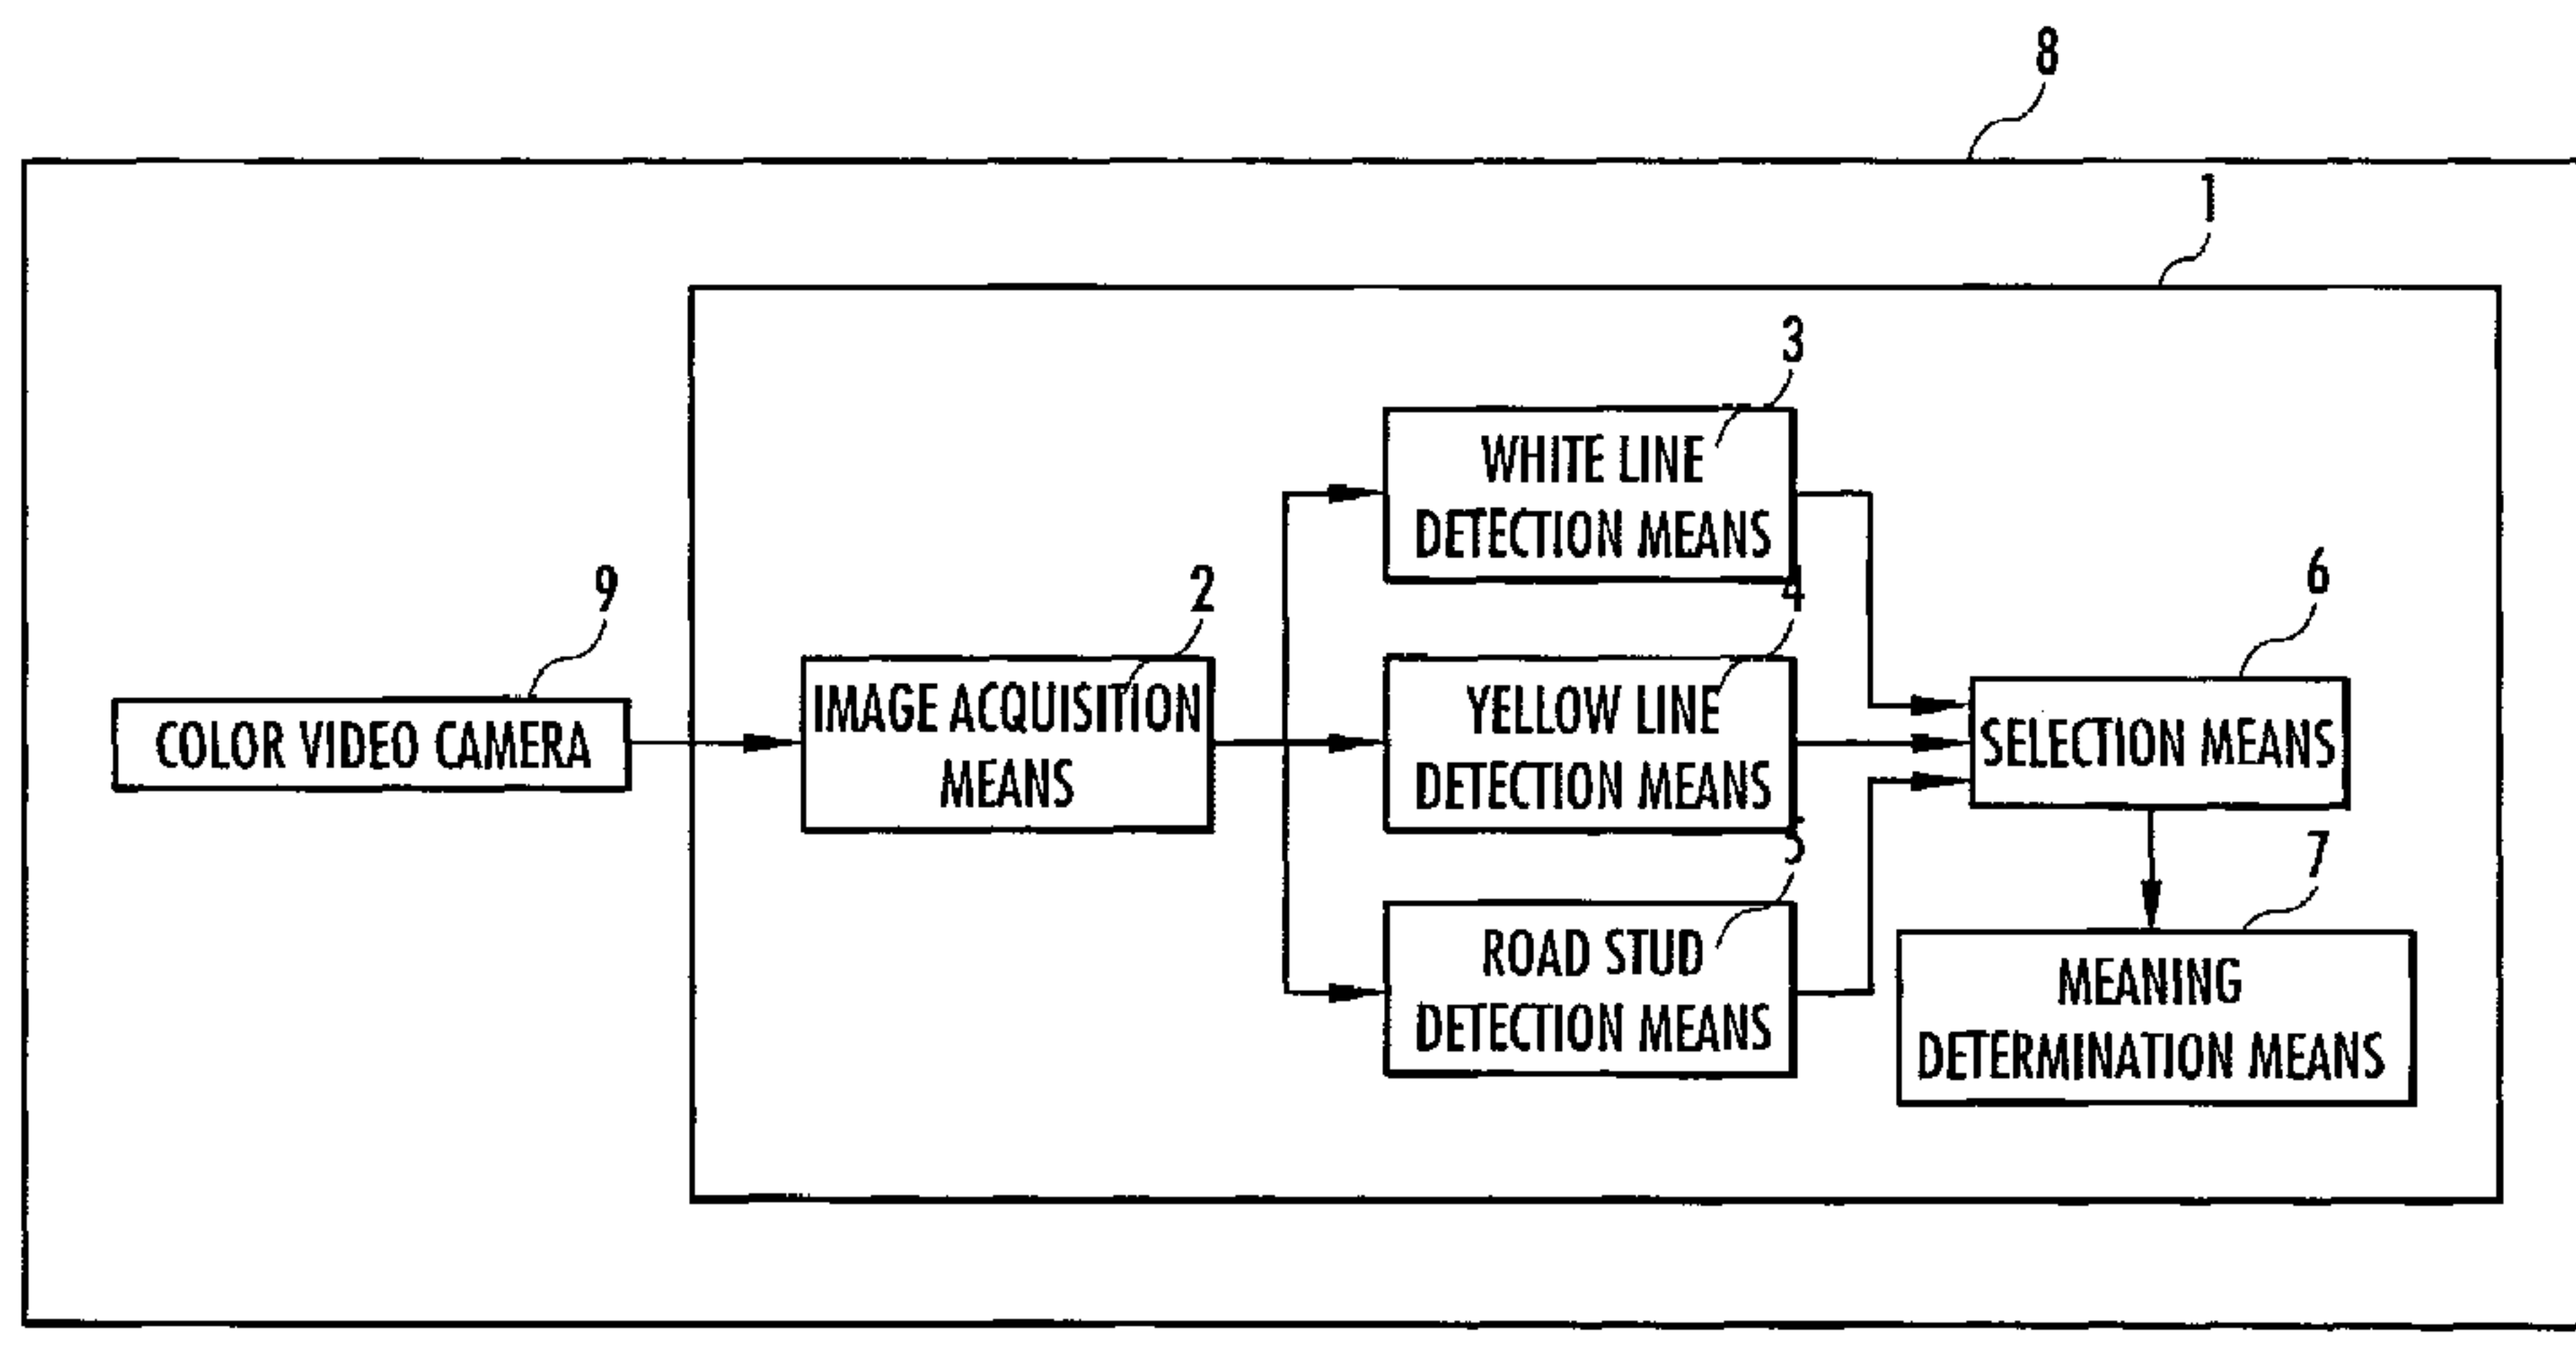 8
1
3
WHITE LINE
DETECTION MEANS
9
2
4
6
COLOR VIDEO CAMERA
IMAGE ACQUISITION
MEANS
YELLOW LINE
DETECTION MEANS
SELECTION MEANS
5
7
ROAD STUD
DETECTION MEANS
MEANING
DETERMINATION MEANS